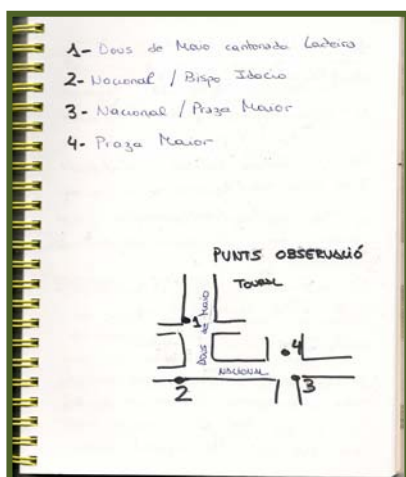 1- Dous de Maio cantonada Ladeira
2- Nacional / Bispo Idacio
3- Nacional / Praza Maior
4- Praza Maior
PUNTS OBSERVACIÓ
TOURAL
1
Dous de Maio
4
NACIONAL
2
3